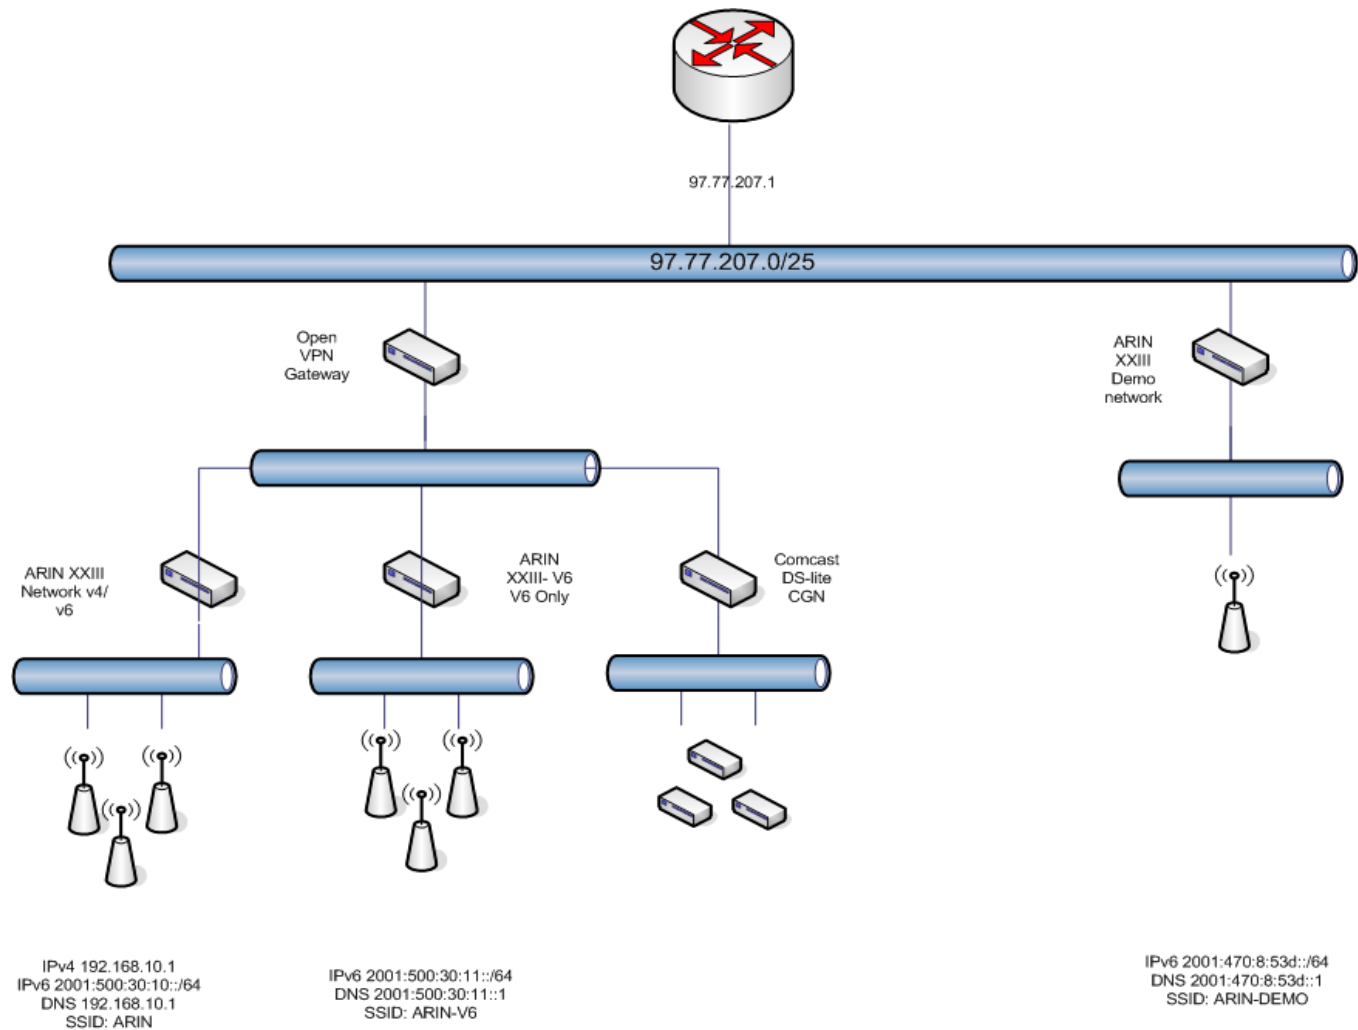 97.77.207.1
97.77.207.0/25
Open
VPN
Gateway
ARIN
XXIII
Demo
network
ARIN XXIII
Network v4/
v6
ARIN
XXIII- V6
V6 Only
Comcast
DS-lite
CGN
IPv4 192.168.10.1
IPv6 2001:500:30:10::/64
DNS 192.168.10.1
SSID: ARIN
IPv6 2001:500:30:11::/64
DNS 2001:500:30:11::1
SSID: ARIN-V6
IPv6 2001:470:8:53d::/64
DNS 2001:470:8:53d::1
SSID: ARIN-DEMO